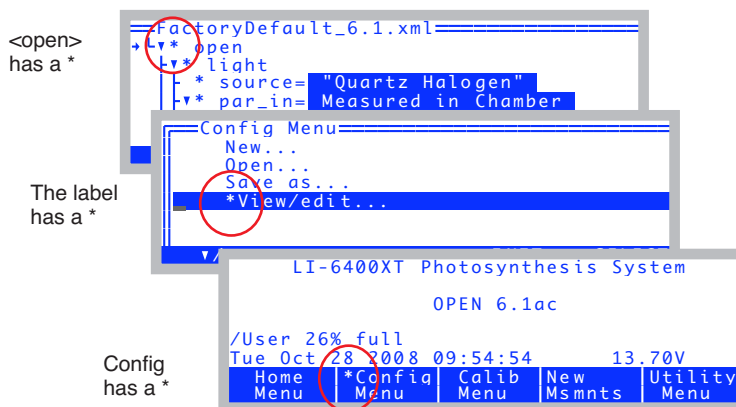 <open>
has a *
FactoryDefault_6.1.xml
* open
* light
* source= "Quartz Halogen"
* par_in= Measured in Chamber
The label
has a *
Config Menu
New...
Open...
Save as...
*View/edit...
Config
has a *
LI-6400XT Photosynthesis System
OPEN 6.1ac
/User 26% full
Tue Oct 28 2008 09:54:54 13.70V
Home *Config Calib New Utility
Menu Menu Menu Msmnts Menu